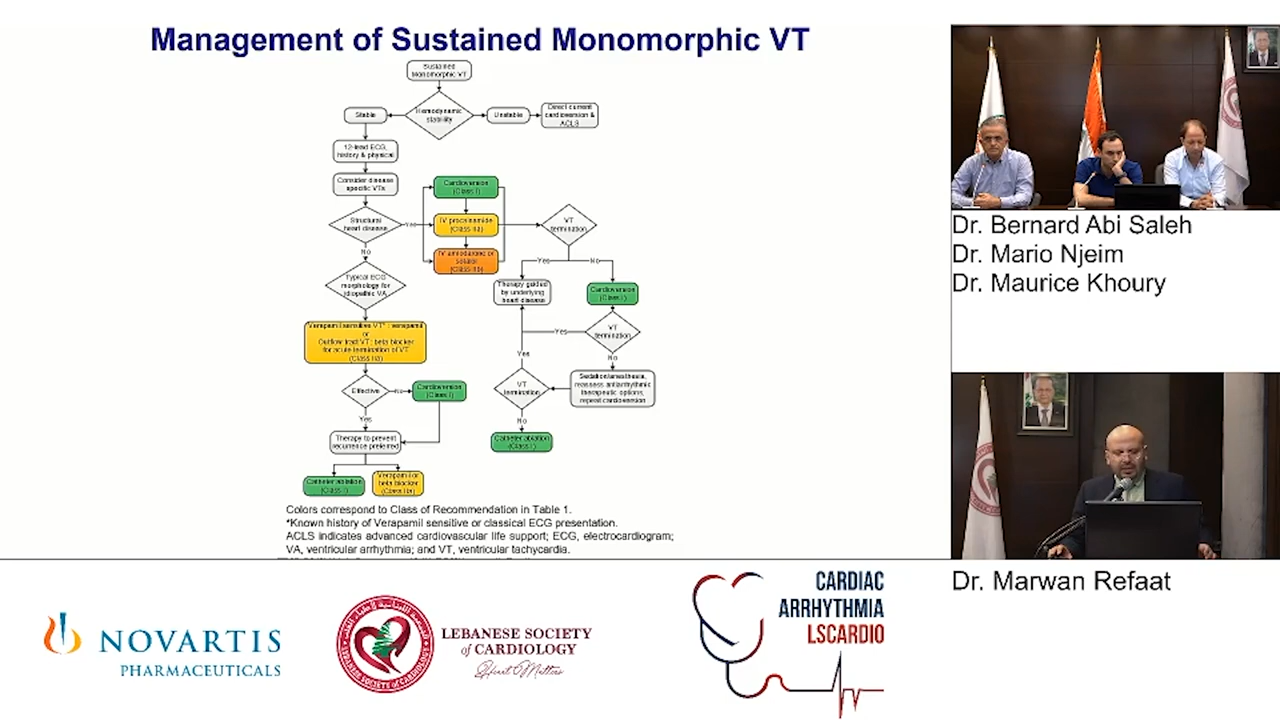 Management of Sustained Monomorphic VT
Sustained
Monomorphic VT
Stable
Hemodynamic
stability
Unstable
Direct current
cardioversion &
ACLS
12-lead ECG,
history & physical
Consider disease
specific VTs
Structural
heart disease
Yes
Cardioversion
(Class I)
IV procainamide
(Class IIa)
IV amiodarone or
sotalol
(Class IIb)
VT
termination
No
Yes
No
Typical ECG
morphology for
idiopathic VA
Therapy guided
by underlying
heart disease
Cardioversion
(Class I)
Verapamil sensitive VT* : verapamil
or
Outflow tract VT : beta blocker
for acute termination of VT
(Class IIa)
Yes
VT
termination
No
Yes
Effective
No
Cardioversion
(Class I)
VT
termination
Sedation/anesthesia,
reassess antiarrhythmic
therapeutic options,
repeat cardioversion
Yes
No
Therapy to prevent
recurrence preferred
Catheter ablation
(Class I)
Catheter ablation
(Class I)
Verapamil or
beta blocker
(Class IIa)
Colors correspond to Class of Recommendation in Table 1.
*Known history of Verapamil sensitive or classical ECG presentation.
ACLS indicates advanced cardiovascular life support; ECG, electrocardiogram;
VA, ventricular arrhythmia; and VT, ventricular tachycardia.
Dr. Bernard Abi Saleh
Dr. Mario Njeim
Dr. Maurice Khoury
Dr. Marwan Refaat
NOVARTIS
PHARMACEUTICALS
LEBANESE SOCIETY OF CARDIOLOGY
LEBANESE SOCIETY
of CARDIOLOGY
Heart Matters
CARDIAC
ARRHYTHMIA
LSCARDIO